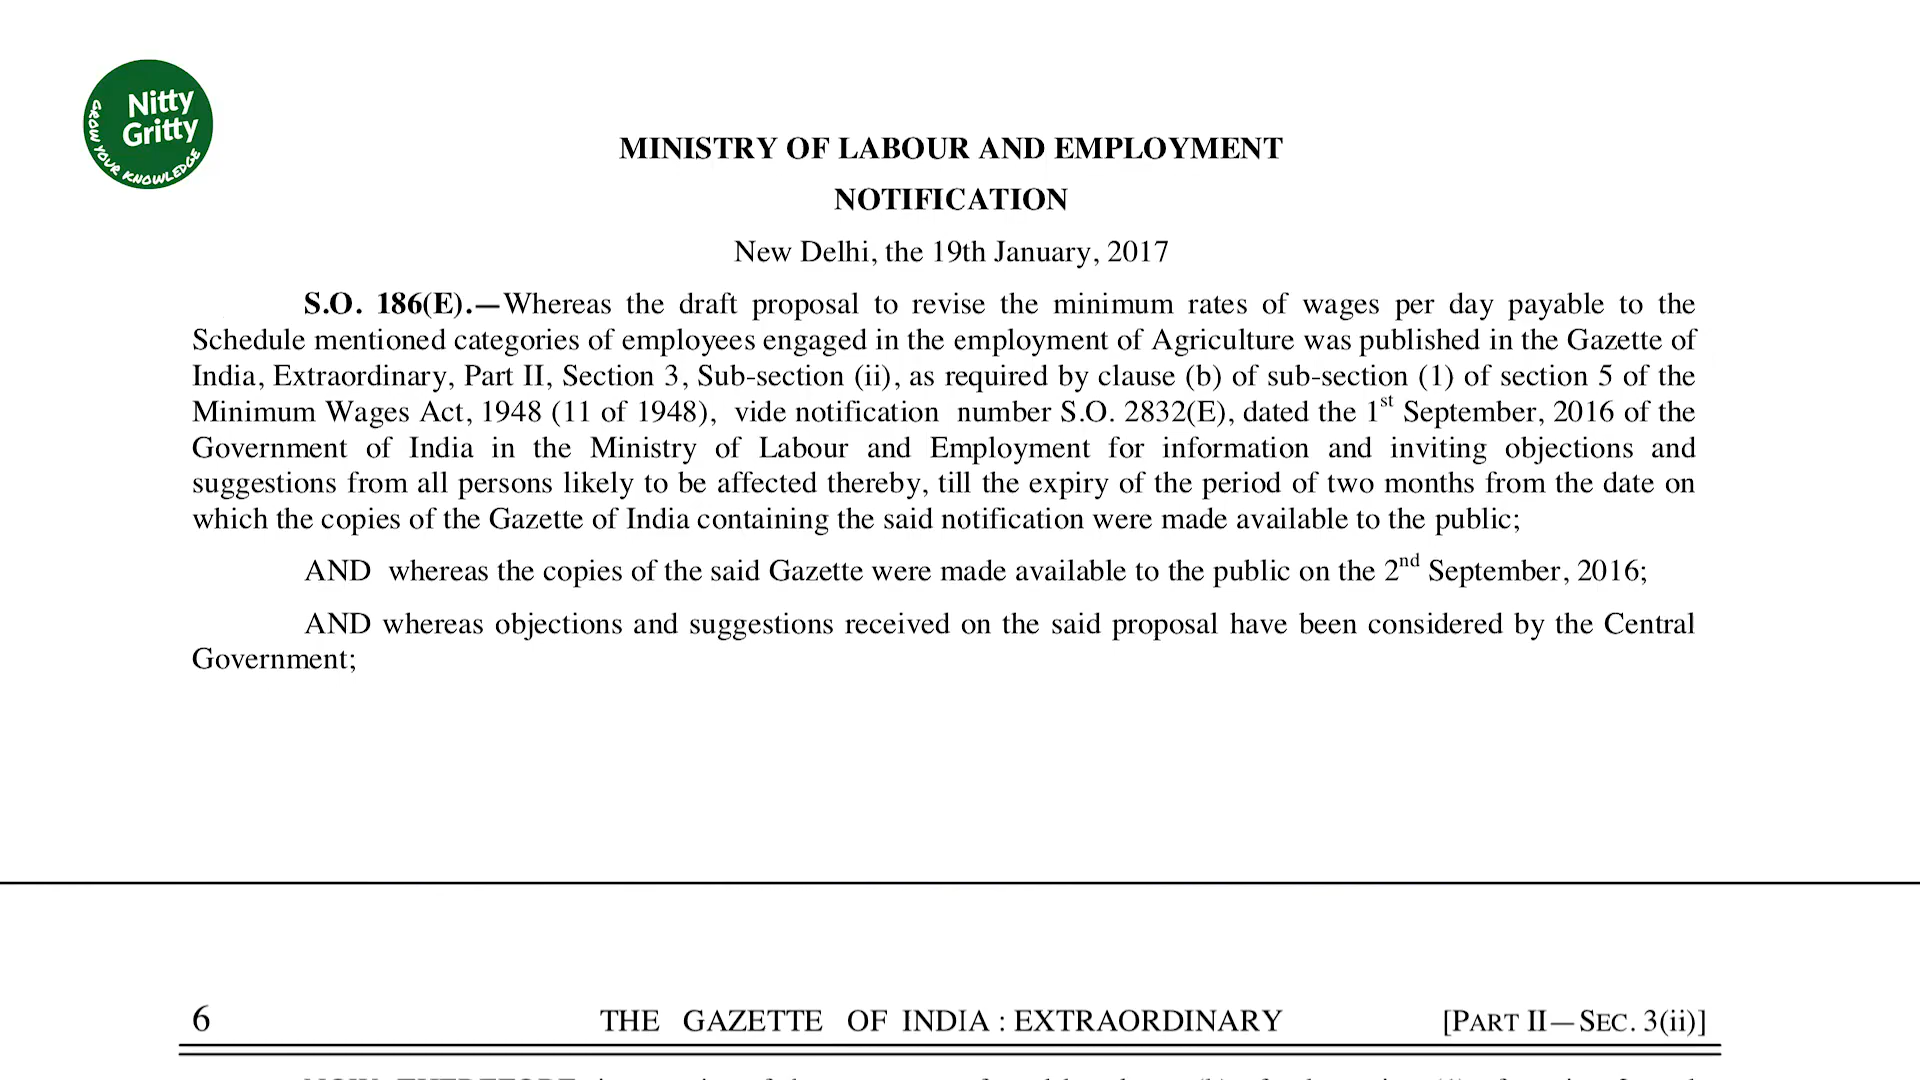 Nitty
Gritty
GROW YOUR KNOWLEDGE
MINISTRY OF LABOUR AND EMPLOYMENT
NOTIFICATION
New Delhi, the 19th January, 2017
S.O. 186(E).—Whereas the draft proposal to revise the minimum rates of wages per day payable to the
Schedule mentioned categories of employees engaged in the employment of Agriculture was published in the Gazette of
India, Extraordinary, Part II, Section 3, Sub-section (ii), as required by clause (b) of sub-section (1) of section 5 of the
Minimum Wages Act, 1948 (11 of 1948), vide notification number S.O. 2832(E), dated the 1st September, 2016 of the
Government of India in the Ministry of Labour and Employment for information and inviting objections and
suggestions from all persons likely to be affected thereby, till the expiry of the period of two months from the date on
which the copies of the Gazette of India containing the said notification were made available to the public;
AND whereas the copies of the said Gazette were made available to the public on the 2nd September, 2016;
AND whereas objections and suggestions received on the said proposal have been considered by the Central
Government;
6 THE GAZETTE OF INDIA : EXTRAORDINARY [PART II—SEC. 3(ii)]